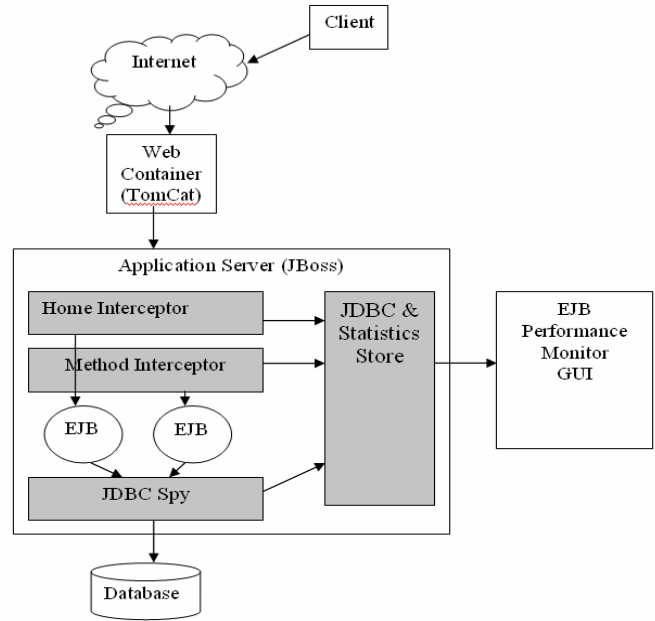 Client
Internet
Web
Container
(TomCat)
Application Server (JBoss)
Home Interceptor
Method Interceptor
EJB
EJB
JDBC Spy
JDBC &
Statistics
Store
EJB
Performance
Monitor
GUI
Database